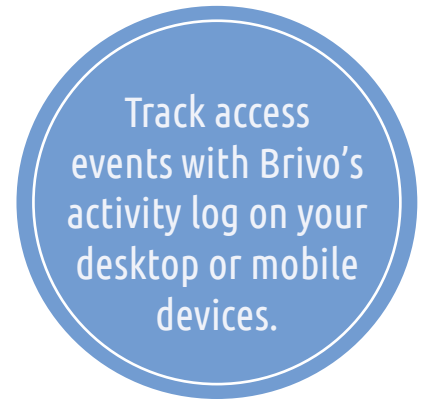 Track access
events with Brivo’s
activity log on your
desktop or mobile
devices.